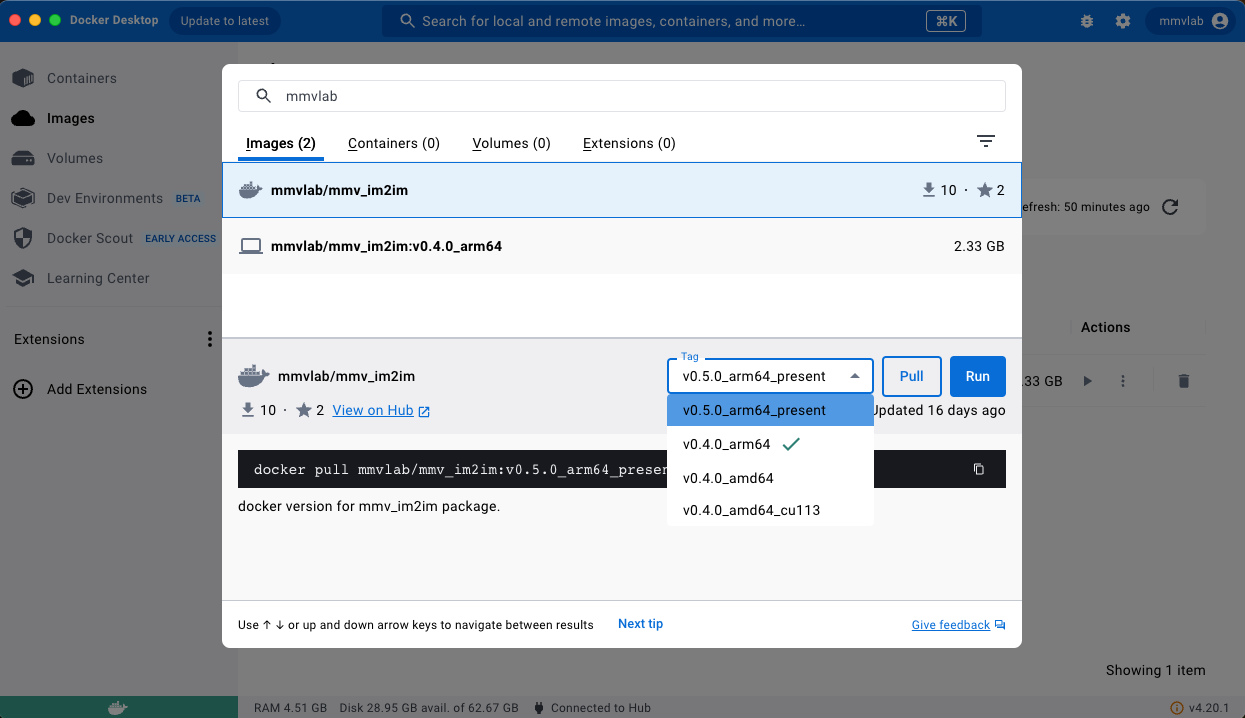 Docker Desktop
Update to latest
Search for local and remote images, containers, and more...
⌘K
mmvlab
Containers
Images
Volumes
Dev Environments BETA
Docker Scout EARLY ACCESS
Learning Center
Extensions
Add Extensions
mmvlab
Images (2) Containers (0) Volumes (0) Extensions (0)
mmvlab/mmv_im2im 10 · 2
efresh: 50 minutes ago
mmvlab/mmv_im2im:v0.4.0_arm64 2.33 GB
Actions
.33 GB
mmvlab/mmv_im2im
Tag
v0.5.0_arm64_present
Pull
Run
10 · 2 View on Hub
Updated 16 days ago
v0.5.0_arm64_present
v0.4.0_arm64
v0.4.0_amd64
v0.4.0_amd64_cu113
docker pull mmvlab/mmv_im2im:v0.5.0_arm64_presen
docker version for mmv_im2im package.
Use ↑ ↓ or up and down arrow keys to navigate between results
Next tip
Give feedback
Showing 1 item
RAM 4.51 GB Disk 28.95 GB avail. of 62.67 GB Connected to Hub
v4.20.1